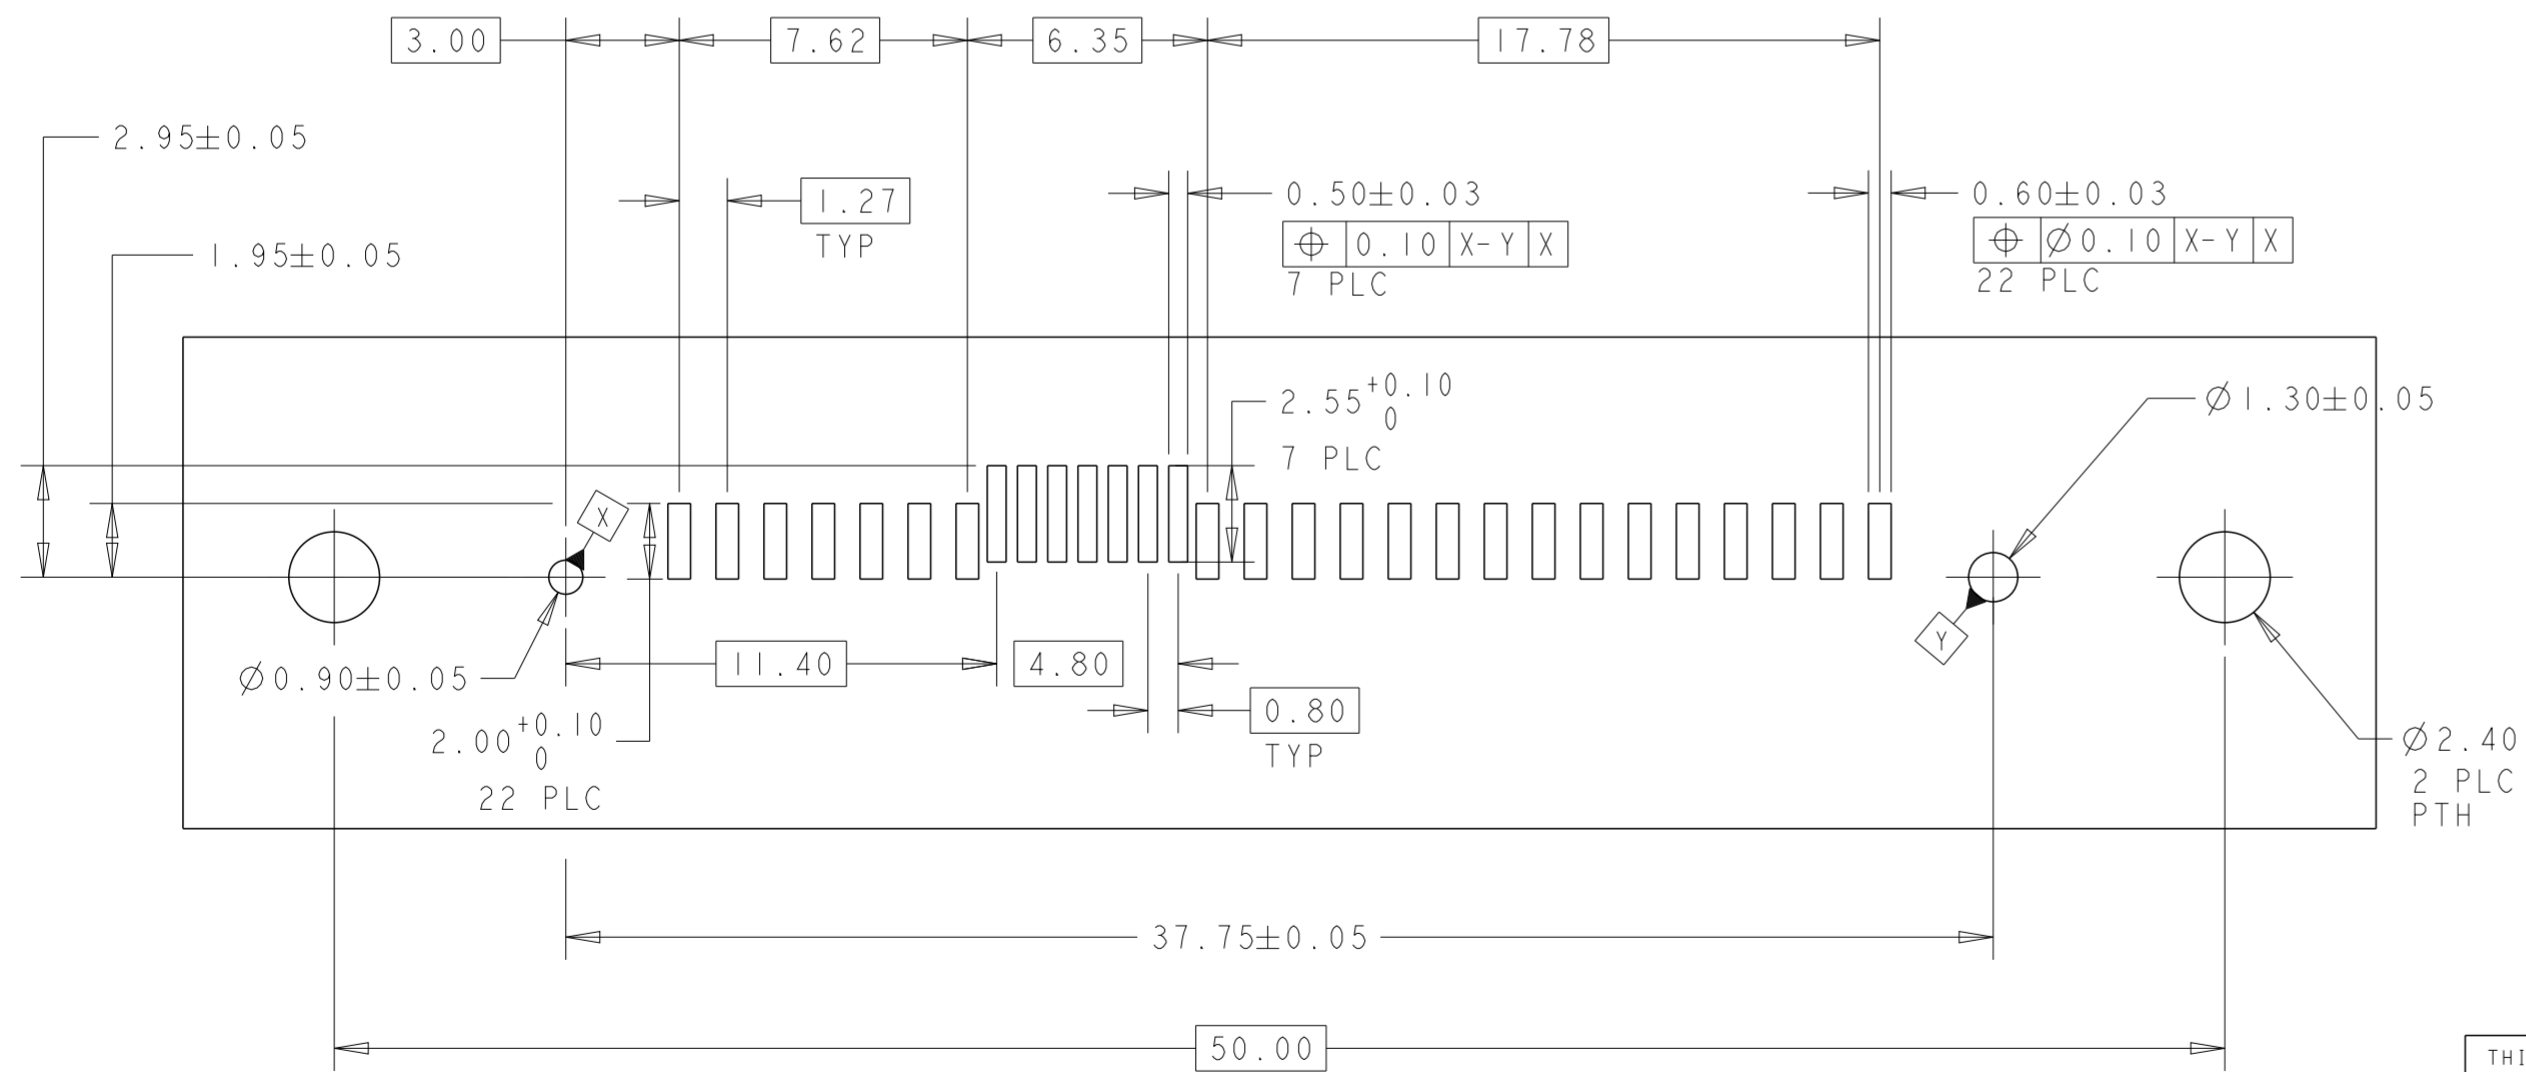 3.00 7.62 6.35 17.78
2.95±0.05
1.27
TYP
0.50±0.03
⌖ 0.10 X-Y X
7 PLC
0.60±0.03
⌖ Ø0.10 X-Y X
22 PLC
1.95±0.05
2.55 +0.10 0
7 PLC
Ø1.30±0.05
X
Y
11.40 4.80
Ø0.90±0.05
0.80
TYP
2.00 +0.10 0
22 PLC
Ø2.40
2 PLC
PTH
37.75±0.05
50.00